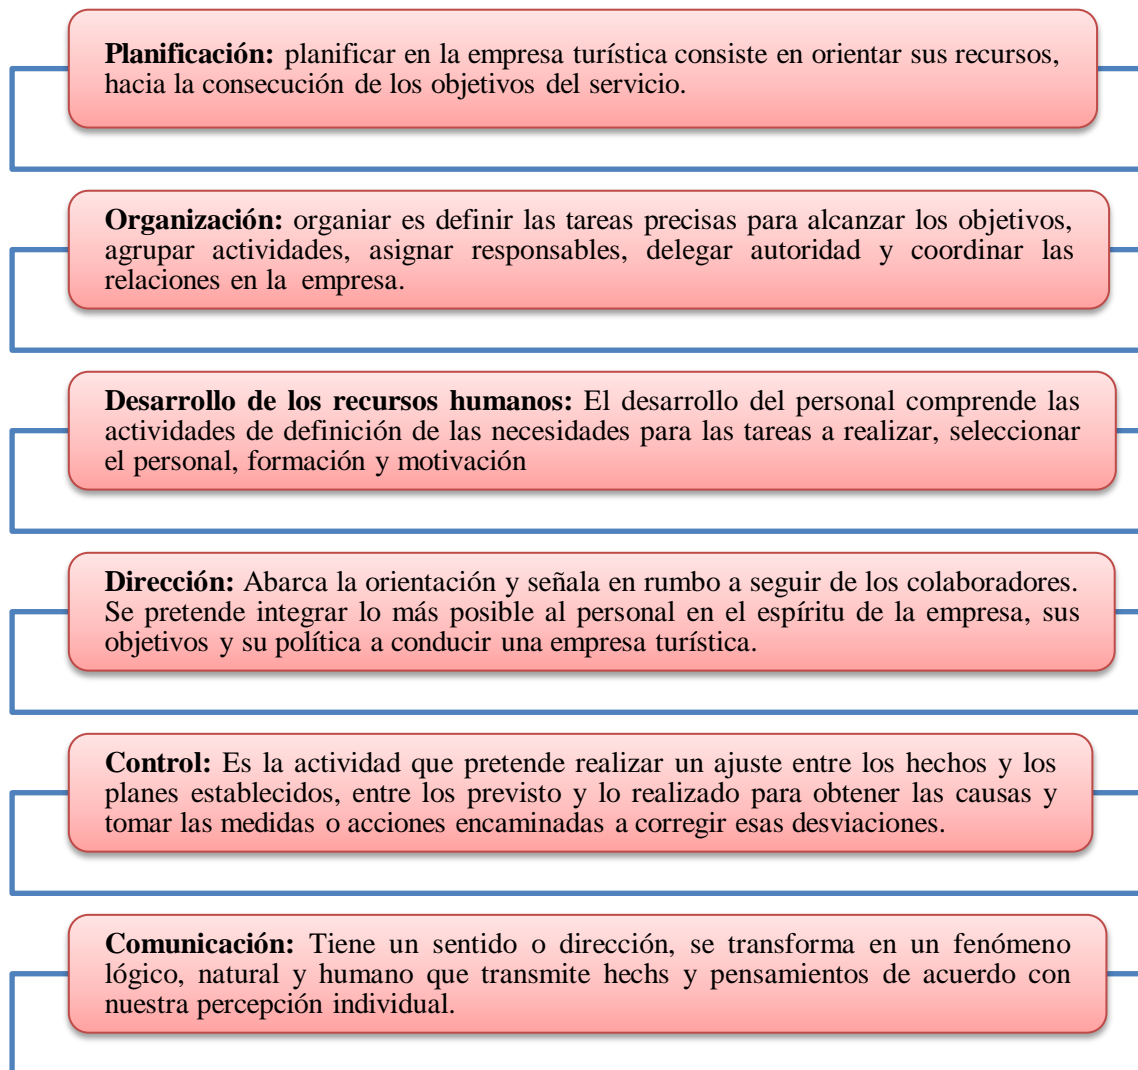 Planificación: planificar en la empresa turística consiste en orientar sus recursos,
hacia la consecución de los objetivos del servicio.
Organización: organiar es definir las tareas precisas para alcanzar los objetivos,
agrupar actividades, asignar responsables, delegar autoridad y coordinar las
relaciones en la empresa.
Desarrollo de los recursos humanos: El desarrollo del personal comprende las
actividades de definición de las necesidades para las tareas a realizar, seleccionar
el personal, formación y motivación
Dirección: Abarca la orientación y señala en rumbo a seguir de los colaboradores.
Se pretende integrar lo más posible al personal en el espíritu de la empresa, sus
objetivos y su política a conducir una empresa turística.
Control: Es la actividad que pretende realizar un ajuste entre los hechos y los
planes establecidos, entre los previsto y lo realizado para obtener las causas y
tomar las medidas o acciones encaminadas a corregir esas desviaciones.
Comunicación: Tiene un sentido o dirección, se transforma en un fenómeno
lógico, natural y humano que transmite hechs y pensamientos de acuerdo con
nuestra percepción individual.